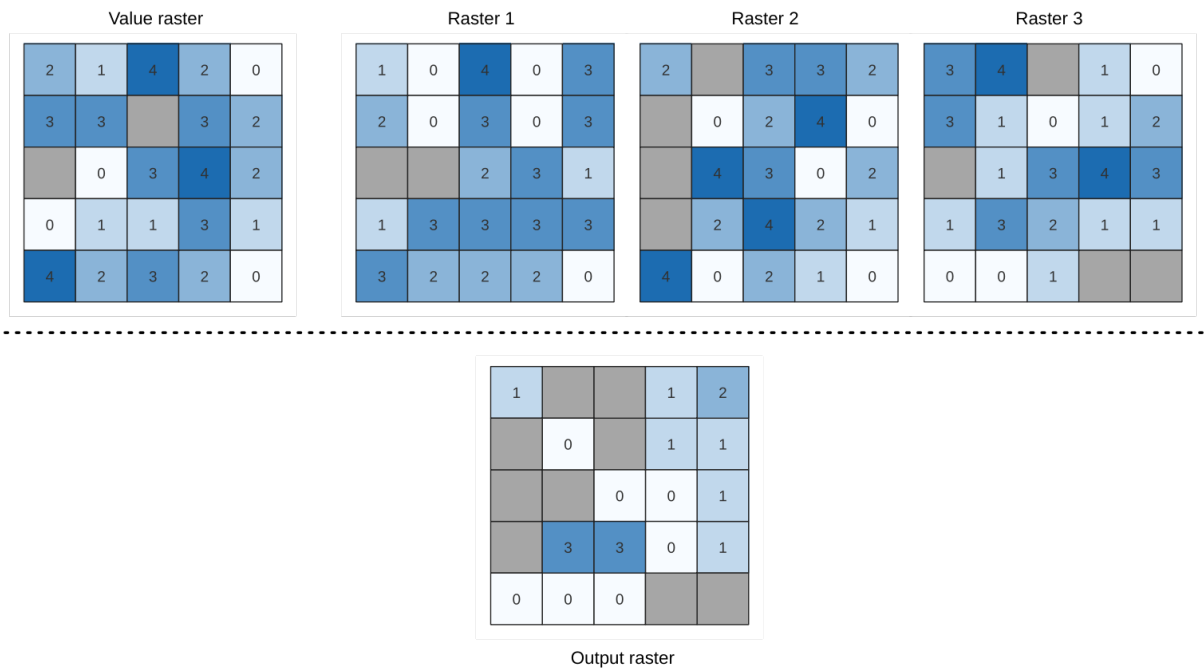 Value raster Raster 1 Raster 2 Raster 3
2 1 4 2 0 1 0 4 0 3 2 3 3 2 3 4 1 0
3 3 3 2 2 0 3 0 3 0 2 4 0 3 1 0 1 2
0 3 4 2 2 3 1 4 3 0 2 1 3 4 3
0 1 1 3 1 1 3 3 3 3 2 4 2 1 1 3 2 1 1
4 2 3 2 0 3 2 2 2 0 4 0 2 1 0 0 0 1
1 1 2
0 1 1
0 0 1
3 3 0 1
0 0 0
Output raster